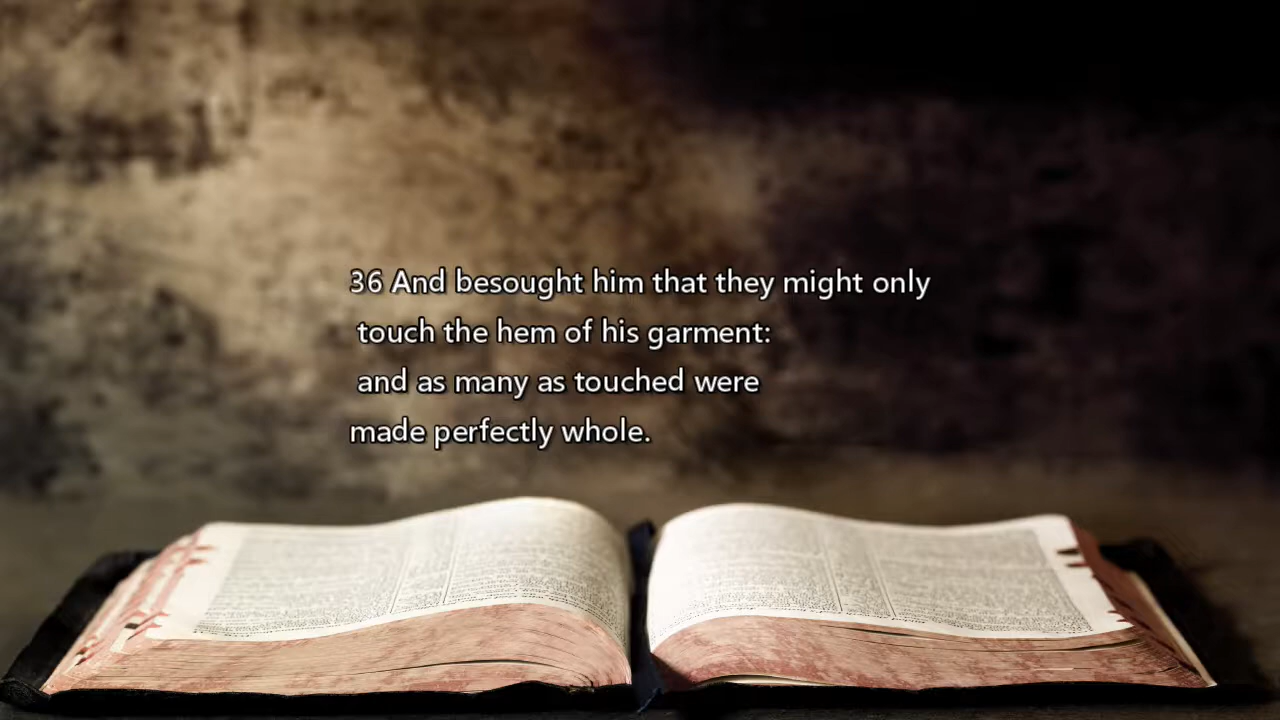 36 And besought him that they might only
touch the hem of his garment:
and as many as touched were
made perfectly whole.